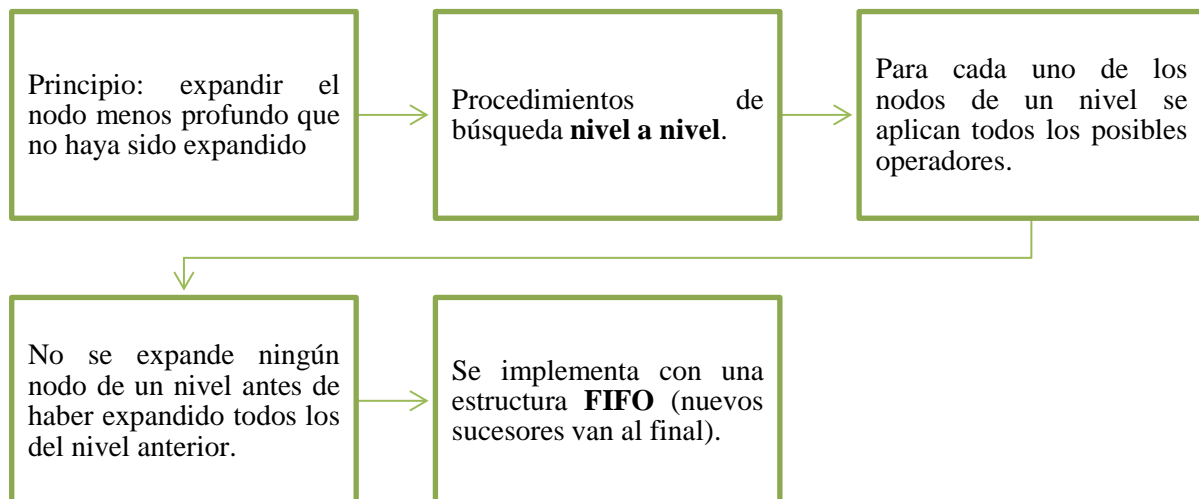 Principio: expandir el
nodo menos profundo que
no haya sido expandido
Procedimientos de
búsqueda nivel a nivel.
Para cada uno de los
nodos de un nivel se
aplican todos los posibles
operadores.
No se expande ningún
nodo de un nivel antes de
haber expandido todos los
del nivel anterior.
Se implementa con una
estructura FIFO (nuevos
sucesores van al final).